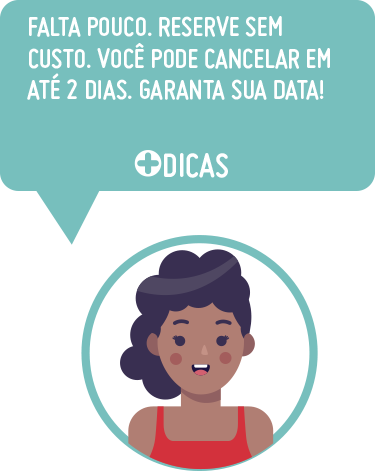 FALTA POUCO. RESERVE SEM
CUSTO. VOCÊ PODE CANCELAR EM
ATÉ 2 DIAS. GARANTA SUA DATA!
+DICAS